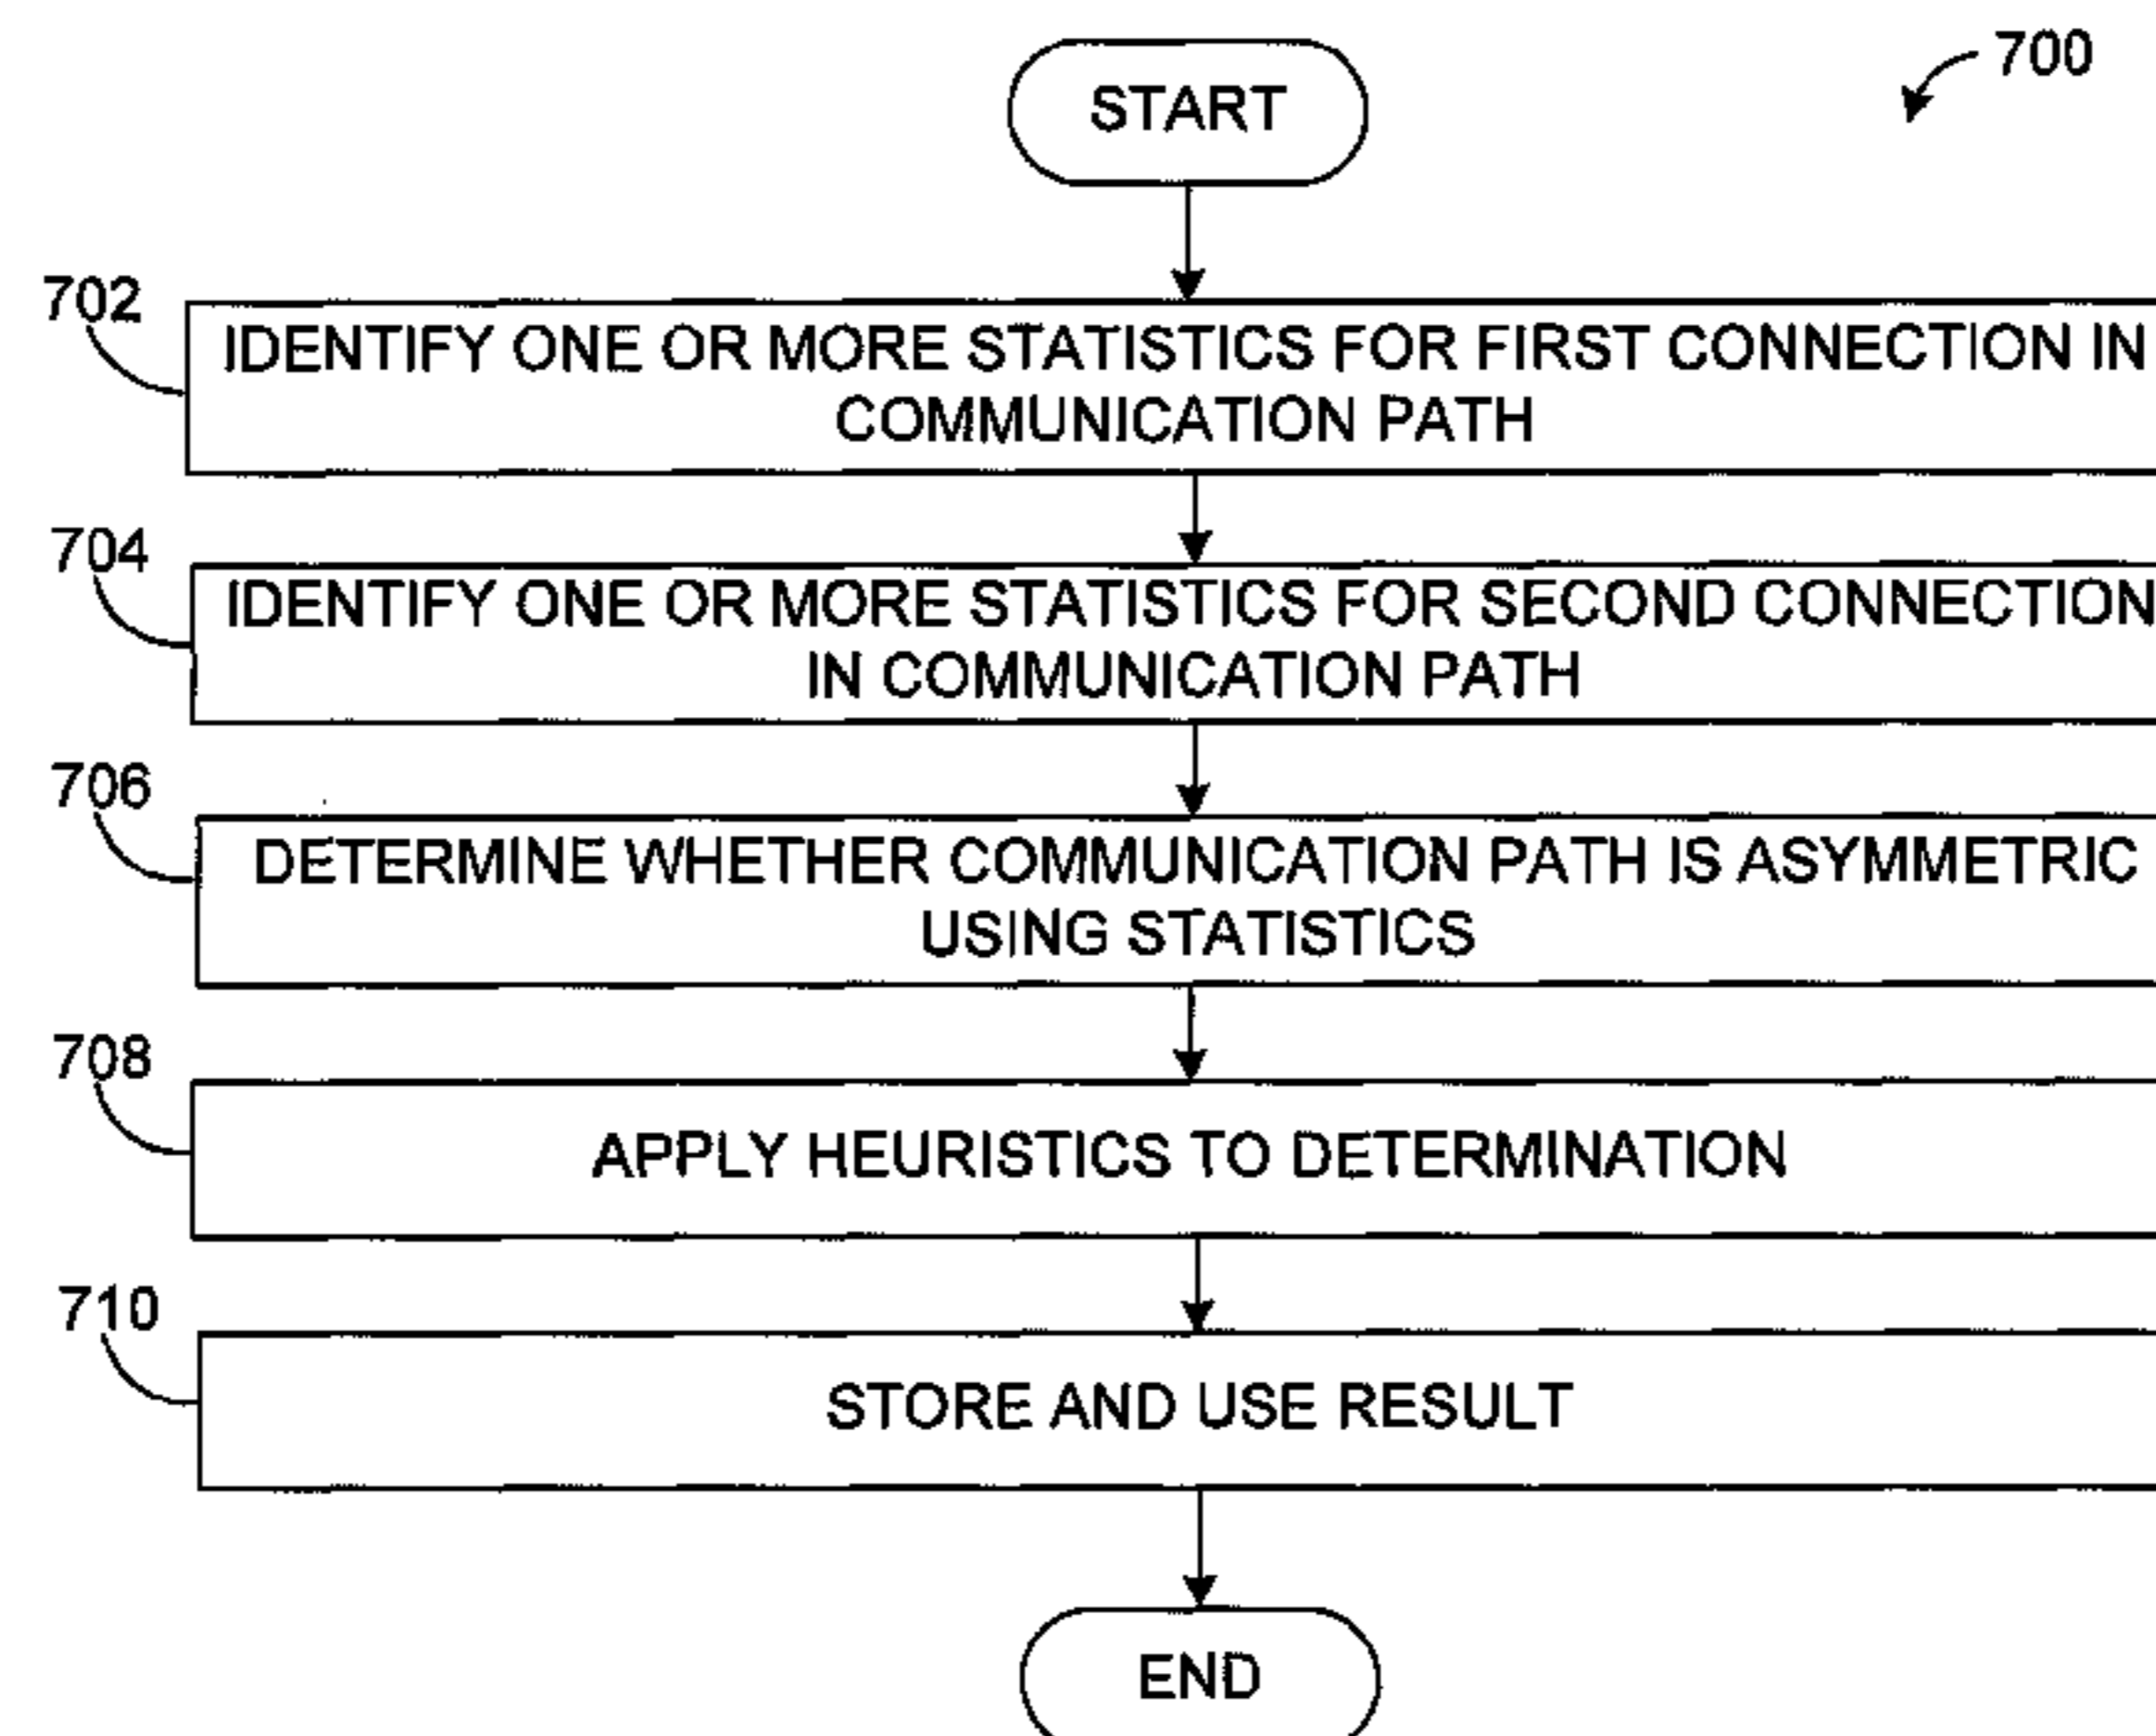 700
START
702
IDENTIFY ONE OR MORE STATISTICS FOR FIRST CONNECTION IN
COMMUNICATION PATH
704
IDENTIFY ONE OR MORE STATISTICS FOR SECOND CONNECTION
IN COMMUNICATION PATH
706
DETERMINE WHETHER COMMUNICATION PATH IS ASYMMETRIC
USING STATISTICS
708
APPLY HEURISTICS TO DETERMINATION
710
STORE AND USE RESULT
END